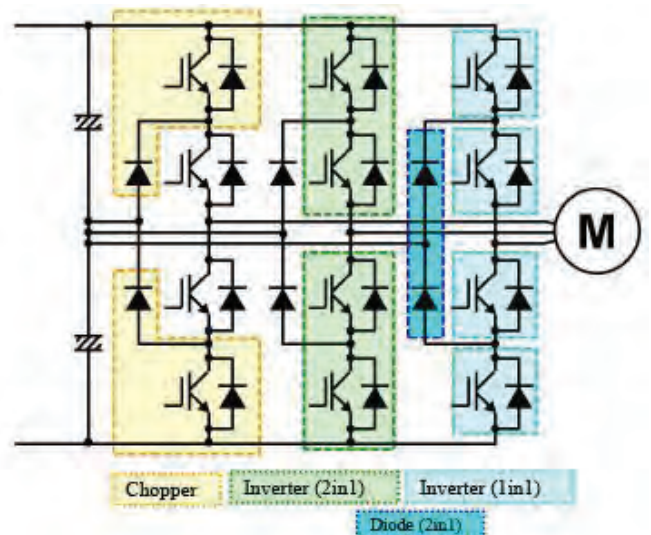 M
Chopper
Inverter (2in1)
Inverter (1in1)
Diode (2in1)